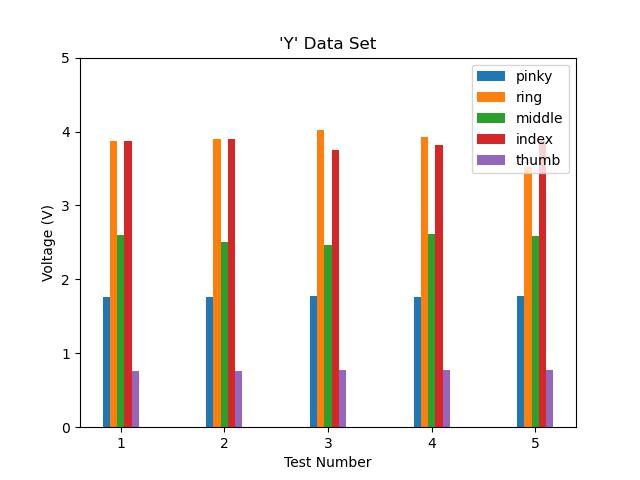 'Y' Data Set
5
4
3
2
1
0
Voltage (V)
pinky
ring
middle
index
thumb
1 2 3 4 5
Test Number